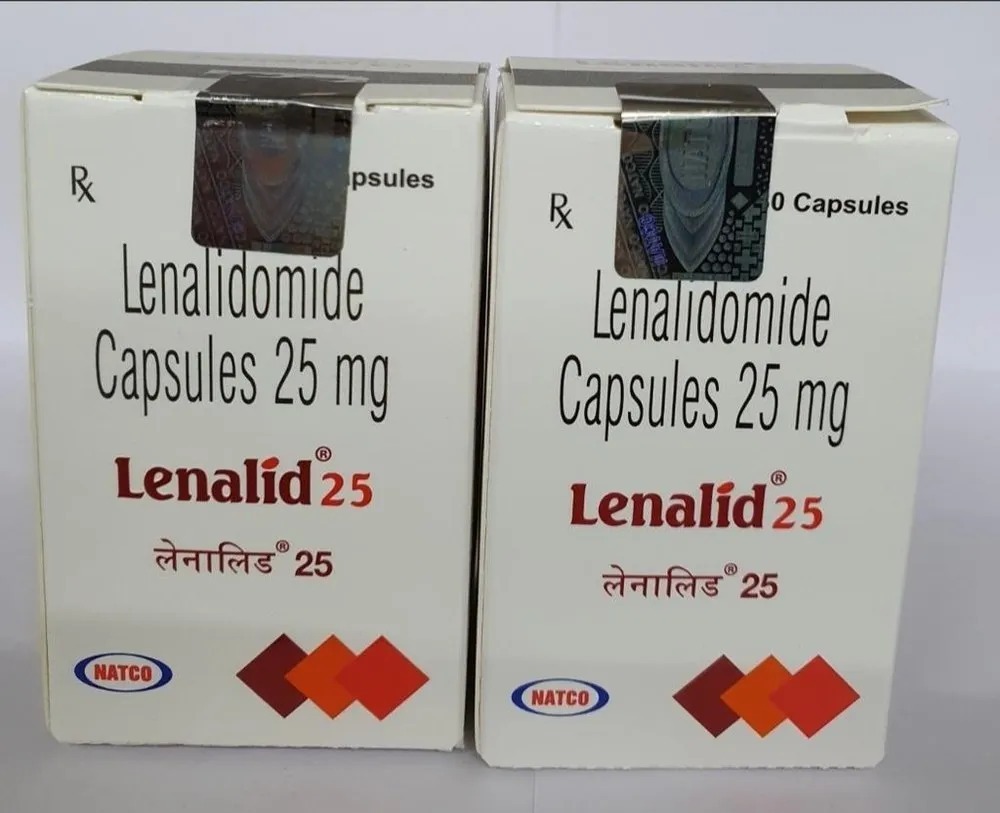 Rx
Lenalidomide
Capsules 25 mg
Lenalid® 25
लेनालिड® 25
NATCO
Rx
0 Capsules
Lenalidomide
Capsules 25 mg
Lenalid® 25
लेनालिड® 25
NATCO